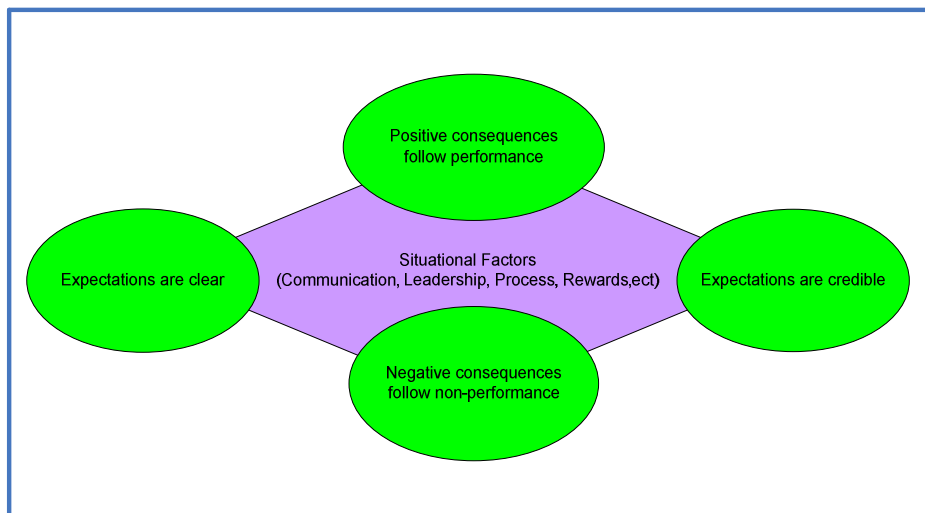 Positive consequences
follow performance
Expectations are clear
Situational Factors
(Communication, Leadership, Process, Rewards,ect)
Expectations are credible
Negative consequences
follow non-performance